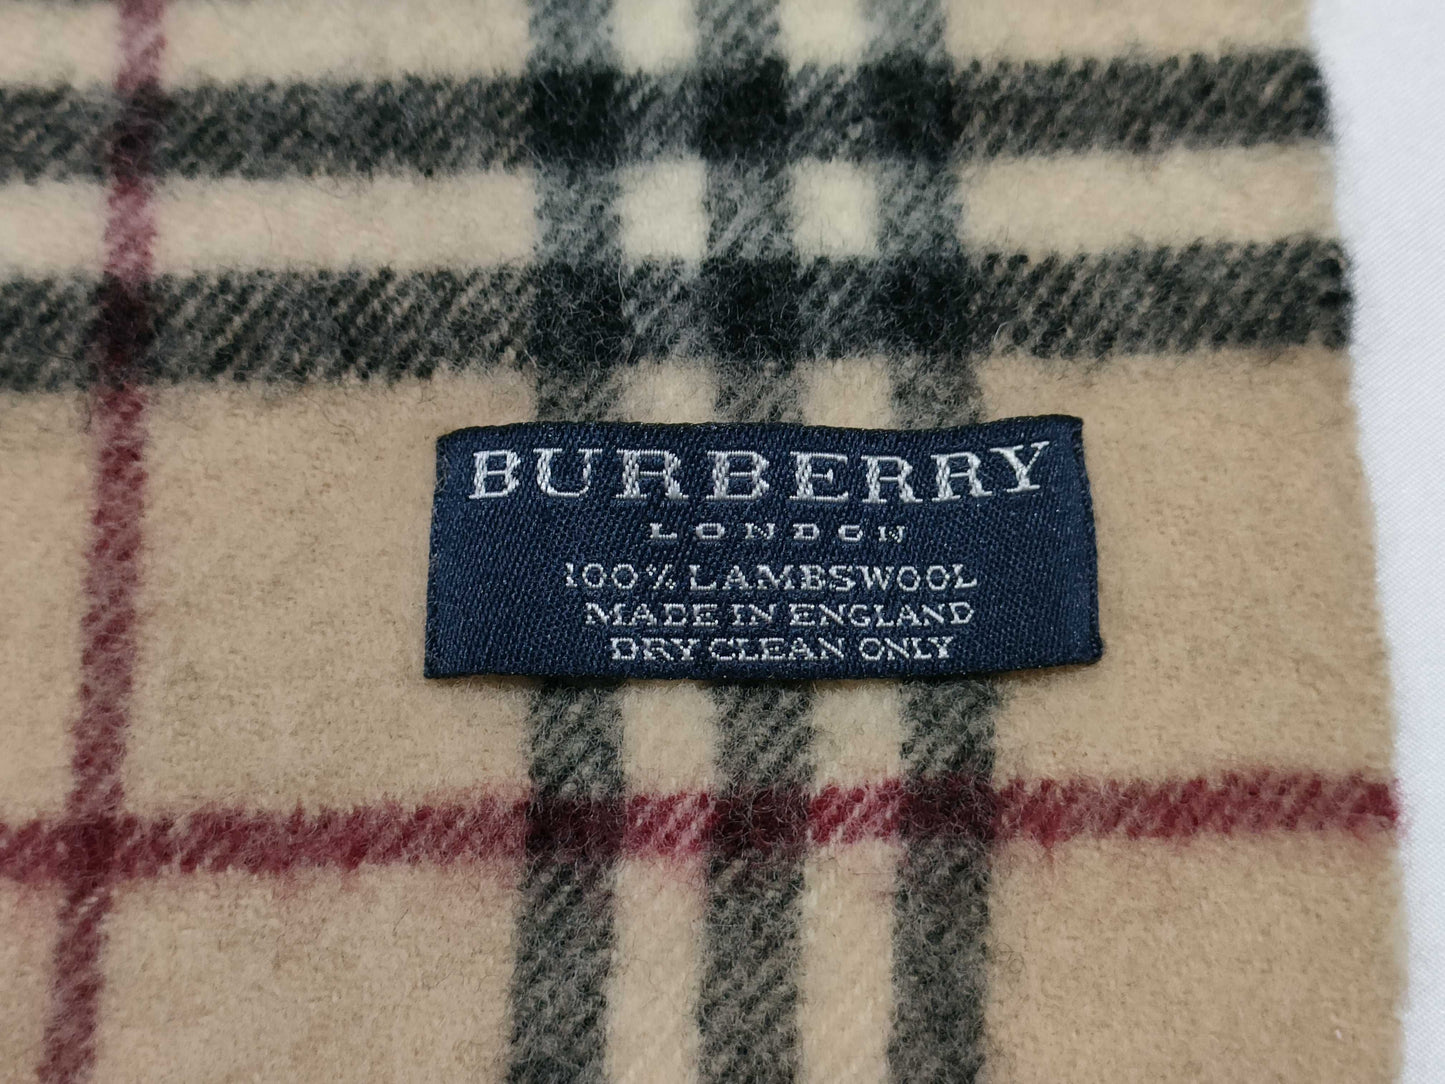 BURBERRY
LONDON
100% LAMBSWOOL
MADE IN ENGLAND
DRY CLEAN ONLY